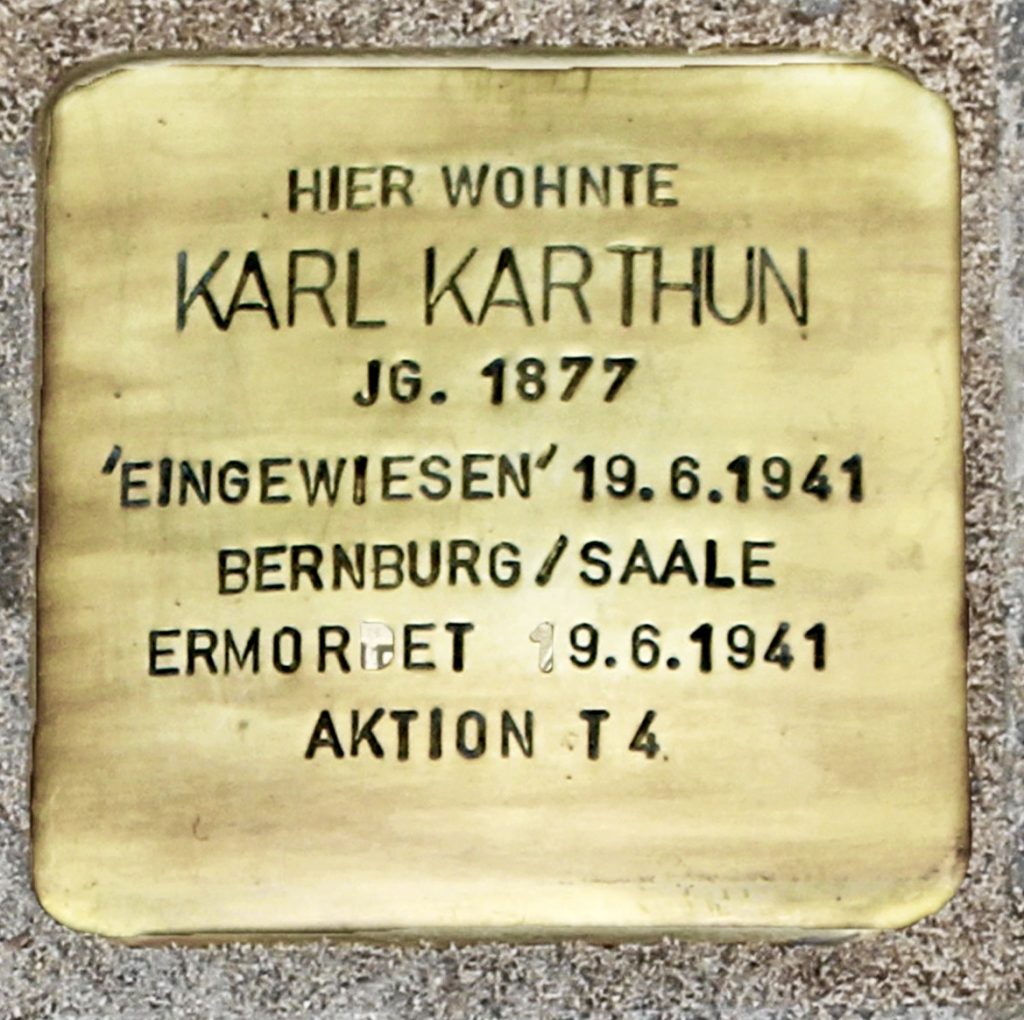 HIER WOHNTE
KARL KARTHUN
JG. 1877
'EINGEWIESEN' 19.6.1941
BERNBURG/SAALE
ERMORDET 19.6.1941
AKTION T4